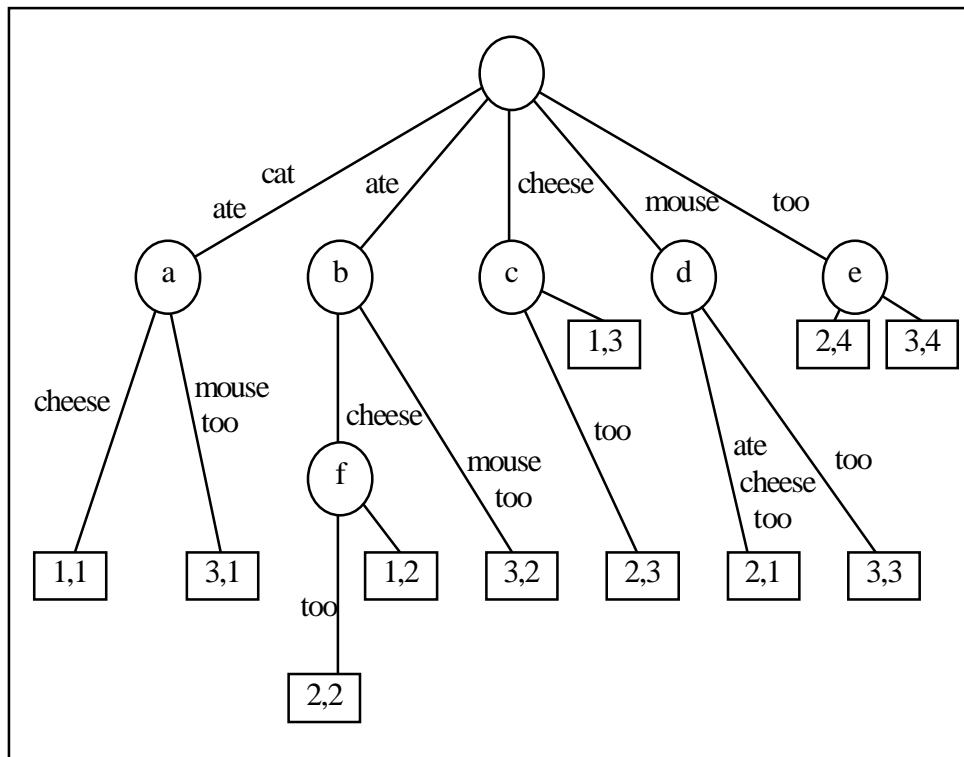 cat
ate
ate
cheese
mouse
too
a
b
c
d
e
1,3
2,4
3,4
cheese
mouse
too
cheese
mouse
too
too
ate
cheese
too
too
f
1,1
3,1
1,2
3,2
2,3
2,1
3,3
too
2,2